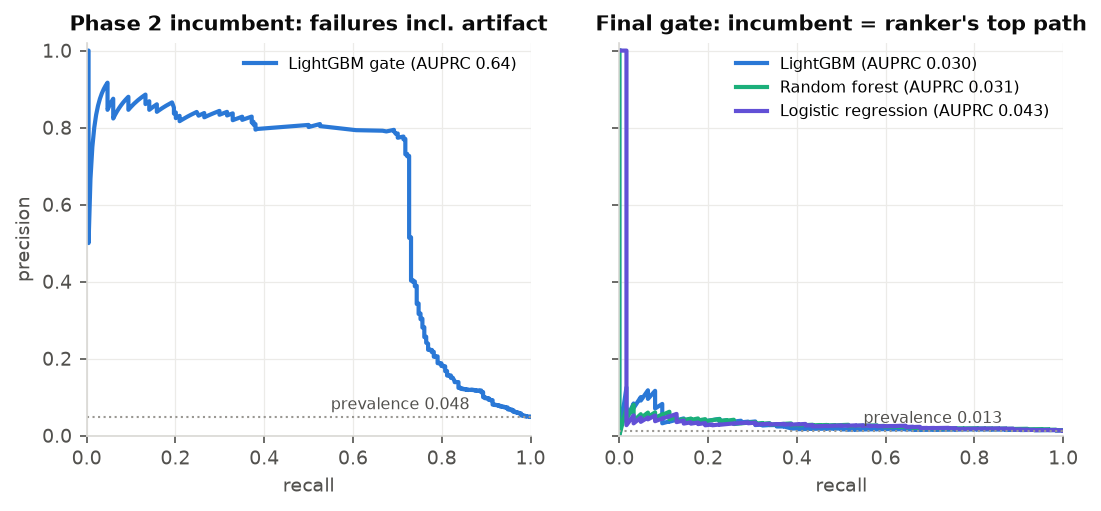 Phase 2 incumbent: failures incl. artifact
LightGBM gate (AUPRC 0.64)
precision
1.0
0.8
0.6
0.4
0.2
0.0
prevalence 0.048
0.0 0.2 0.4 0.6 0.8 1.0
recall
Final gate: incumbent = ranker's top path
LightGBM (AUPRC 0.030)
Random forest (AUPRC 0.031)
Logistic regression (AUPRC 0.043)
prevalence 0.013
0.0 0.2 0.4 0.6 0.8 1.0
recall